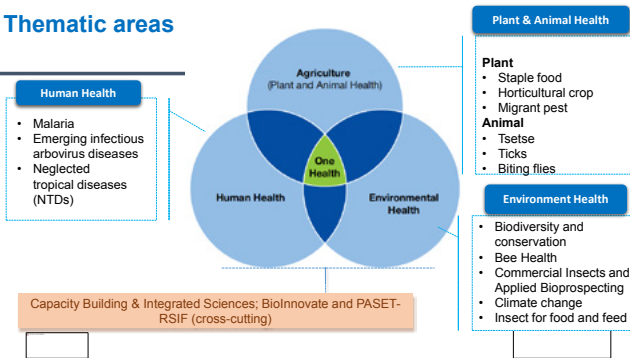 Thematic areas
Human Health
• Malaria
• Emerging infectious
arbovirus diseases
• Neglected
tropical diseases
(NTDs)
Agriculture
(Plant and Animal Health)
One
Health
Human Health
Environmental
Health
Plant & Animal Health
Plant
• Staple food
• Horticultural crop
• Migrant pest
Animal
• Tsetse
• Ticks
• Biting flies
Environment Health
• Biodiversity and
conservation
• Bee Health
• Commercial Insects and
Applied Bioprospecting
• Climate change
• Insect for food and feed
Capacity Building & Integrated Sciences; BioInnovate and PASET-
RSIF (cross-cutting)